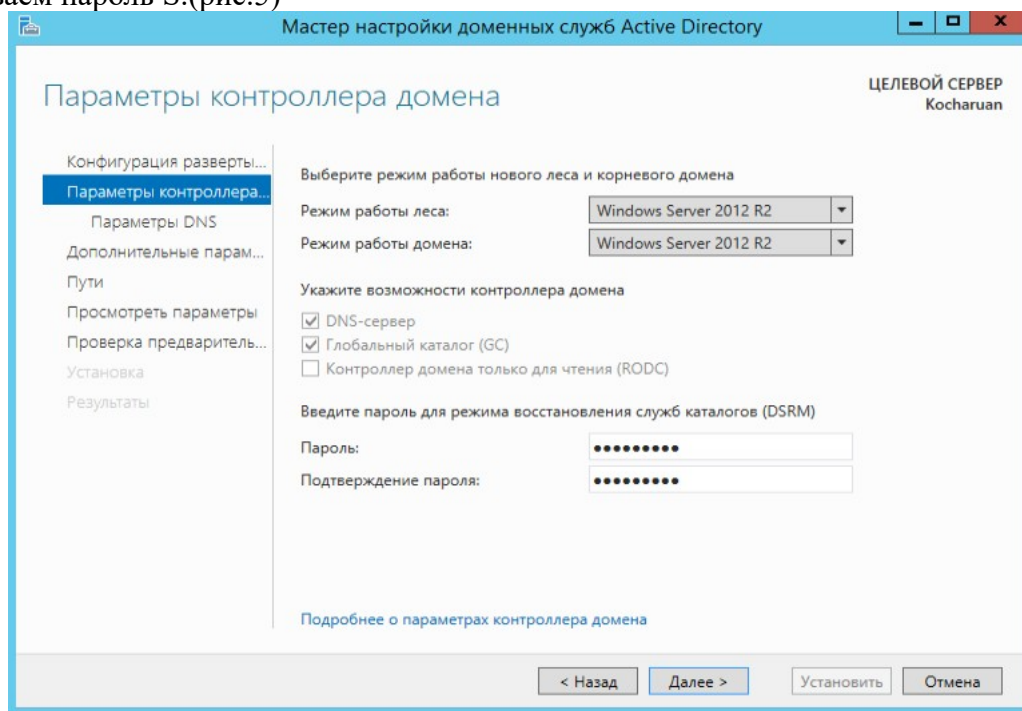 ваем пароль S.(рис.5)
Мастер настройки доменных служб Active Directory
Параметры контроллера домена
ЦЕЛЕВОЙ СЕРВЕР
Kocharuan
Конфигурация разверты...
Параметры контроллера...
Параметры DNS
Дополнительные парам...
Пути
Просмотреть параметры
Проверка предваритель...
Установка
Результаты
Выберите режим работы нового леса и корневого домена
Режим работы леса: Windows Server 2012 R2
Режим работы домена: Windows Server 2012 R2
Укажите возможности контроллера домена
DNS-сервер
Глобальный каталог (GC)
Контроллер домена только для чтения (RODC)
Введите пароль для режима восстановления служб каталогов (DSRM)
Пароль: •••••••••
Подтверждение пароля: •••••••••
Подробнее о параметрах контроллера домена
< Назад Далее > Установить Отмена